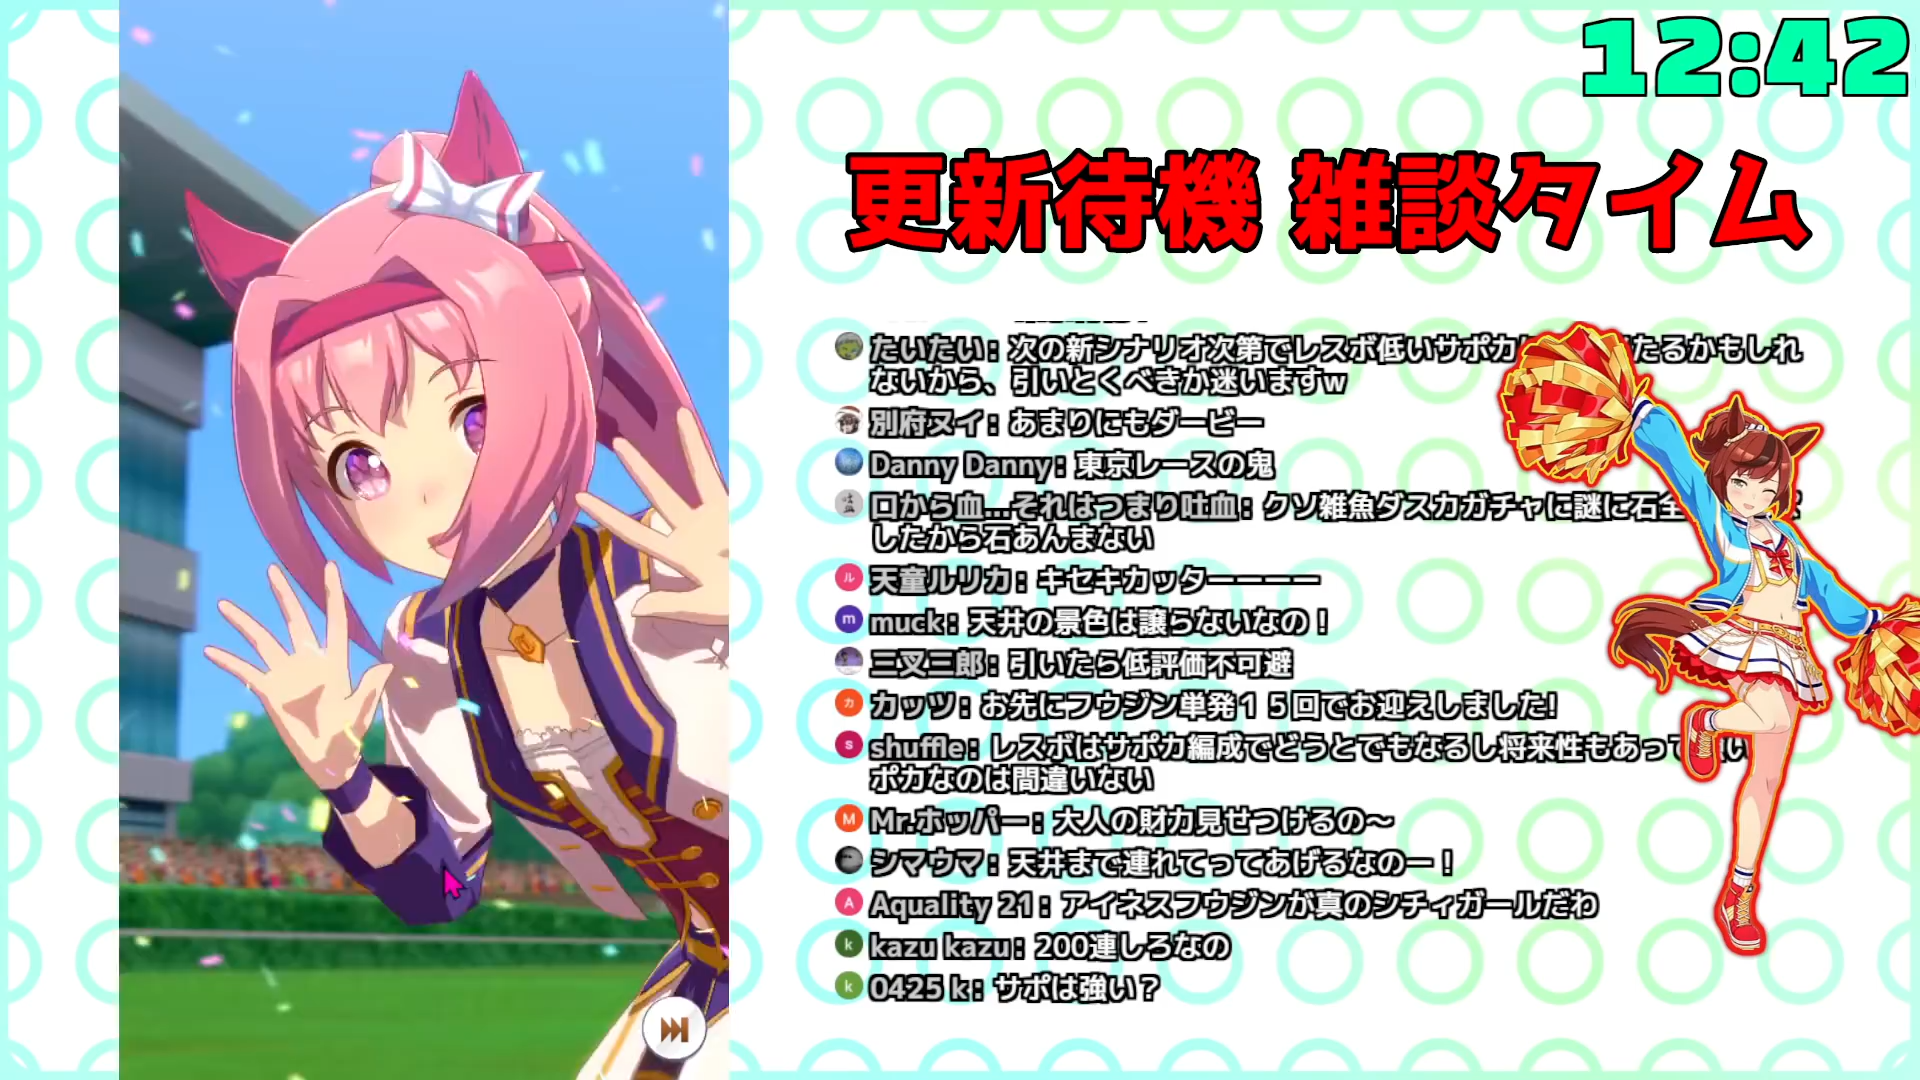 12:42
更新待機 雑談タイム
たいたい: 次の新シナリオ次第でレスボ低いサポカ たるかもしれ
ないから、引いとくべきか迷いますw
別府ヌイ: あまりにもダービー
Danny Danny: 東京レースの鬼
口から血…それはつまり吐血: クソ雑魚ダスカガチャに謎に石全
したから石あんまない
ル 天童ルリカ: キセキカッターーーーー
m muck: 天井の景色は譲らないなの！
三叉三郎: 引いたら低評価不可避
カ カッツ: お先にフウジン単発１５回でお迎えしました!
s shuffle: レスボはサポカ編成でどうとでもなるし将来性もあって い
ポカなのは間違いない
M Mr.ホッパー: 大人の財力見せつけるの～
シマウマ: 天井まで連れてってあげるなのー！
A Aquality 21: アイネスフウジンが真のシチィガールだわ
k kazu kazu: 200連しろなの
k 0425 k: サポは強い？